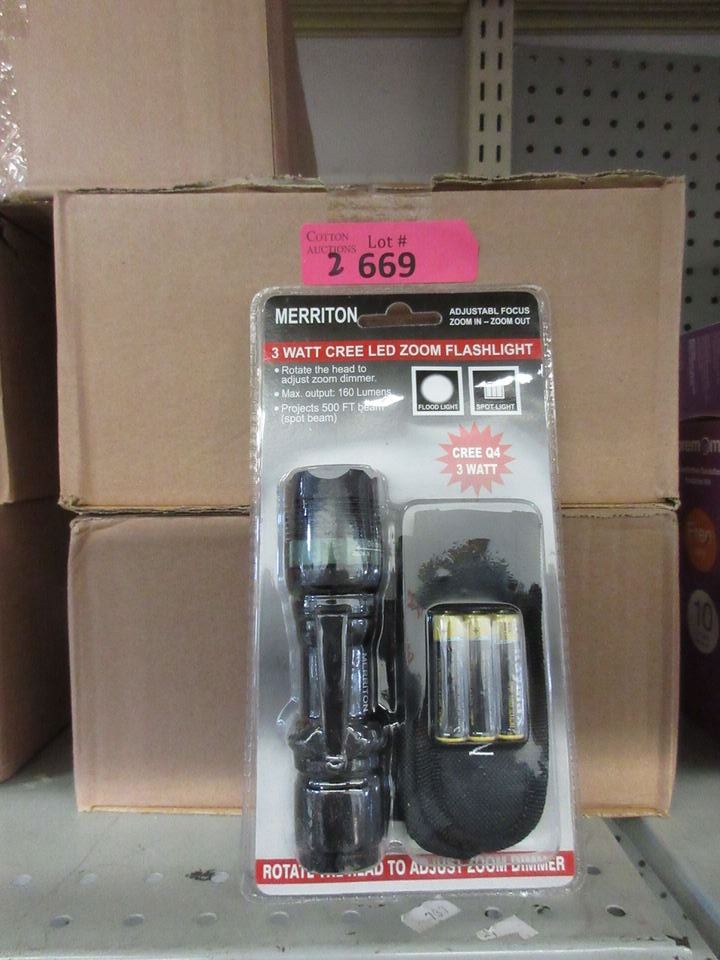 COTTON
AUCTIONS
Lot #
2 669
MERRITON
ADJUSTABL FOCUS
ZOOM IN -- ZOOM OUT
3 WATT CREE LED ZOOM FLASHLIGHT
• Rotate the head to
adjust zoom dimmer.
• Max. output: 160 Lumens
• Projects 500 FT beam
(spot beam)
FLOOD LIGHT
SPOT LIGHT
CREE Q4
3 WATT
MERRITON
ROTATE THE HEAD TO ADJUST ZOOM DIMMER
10